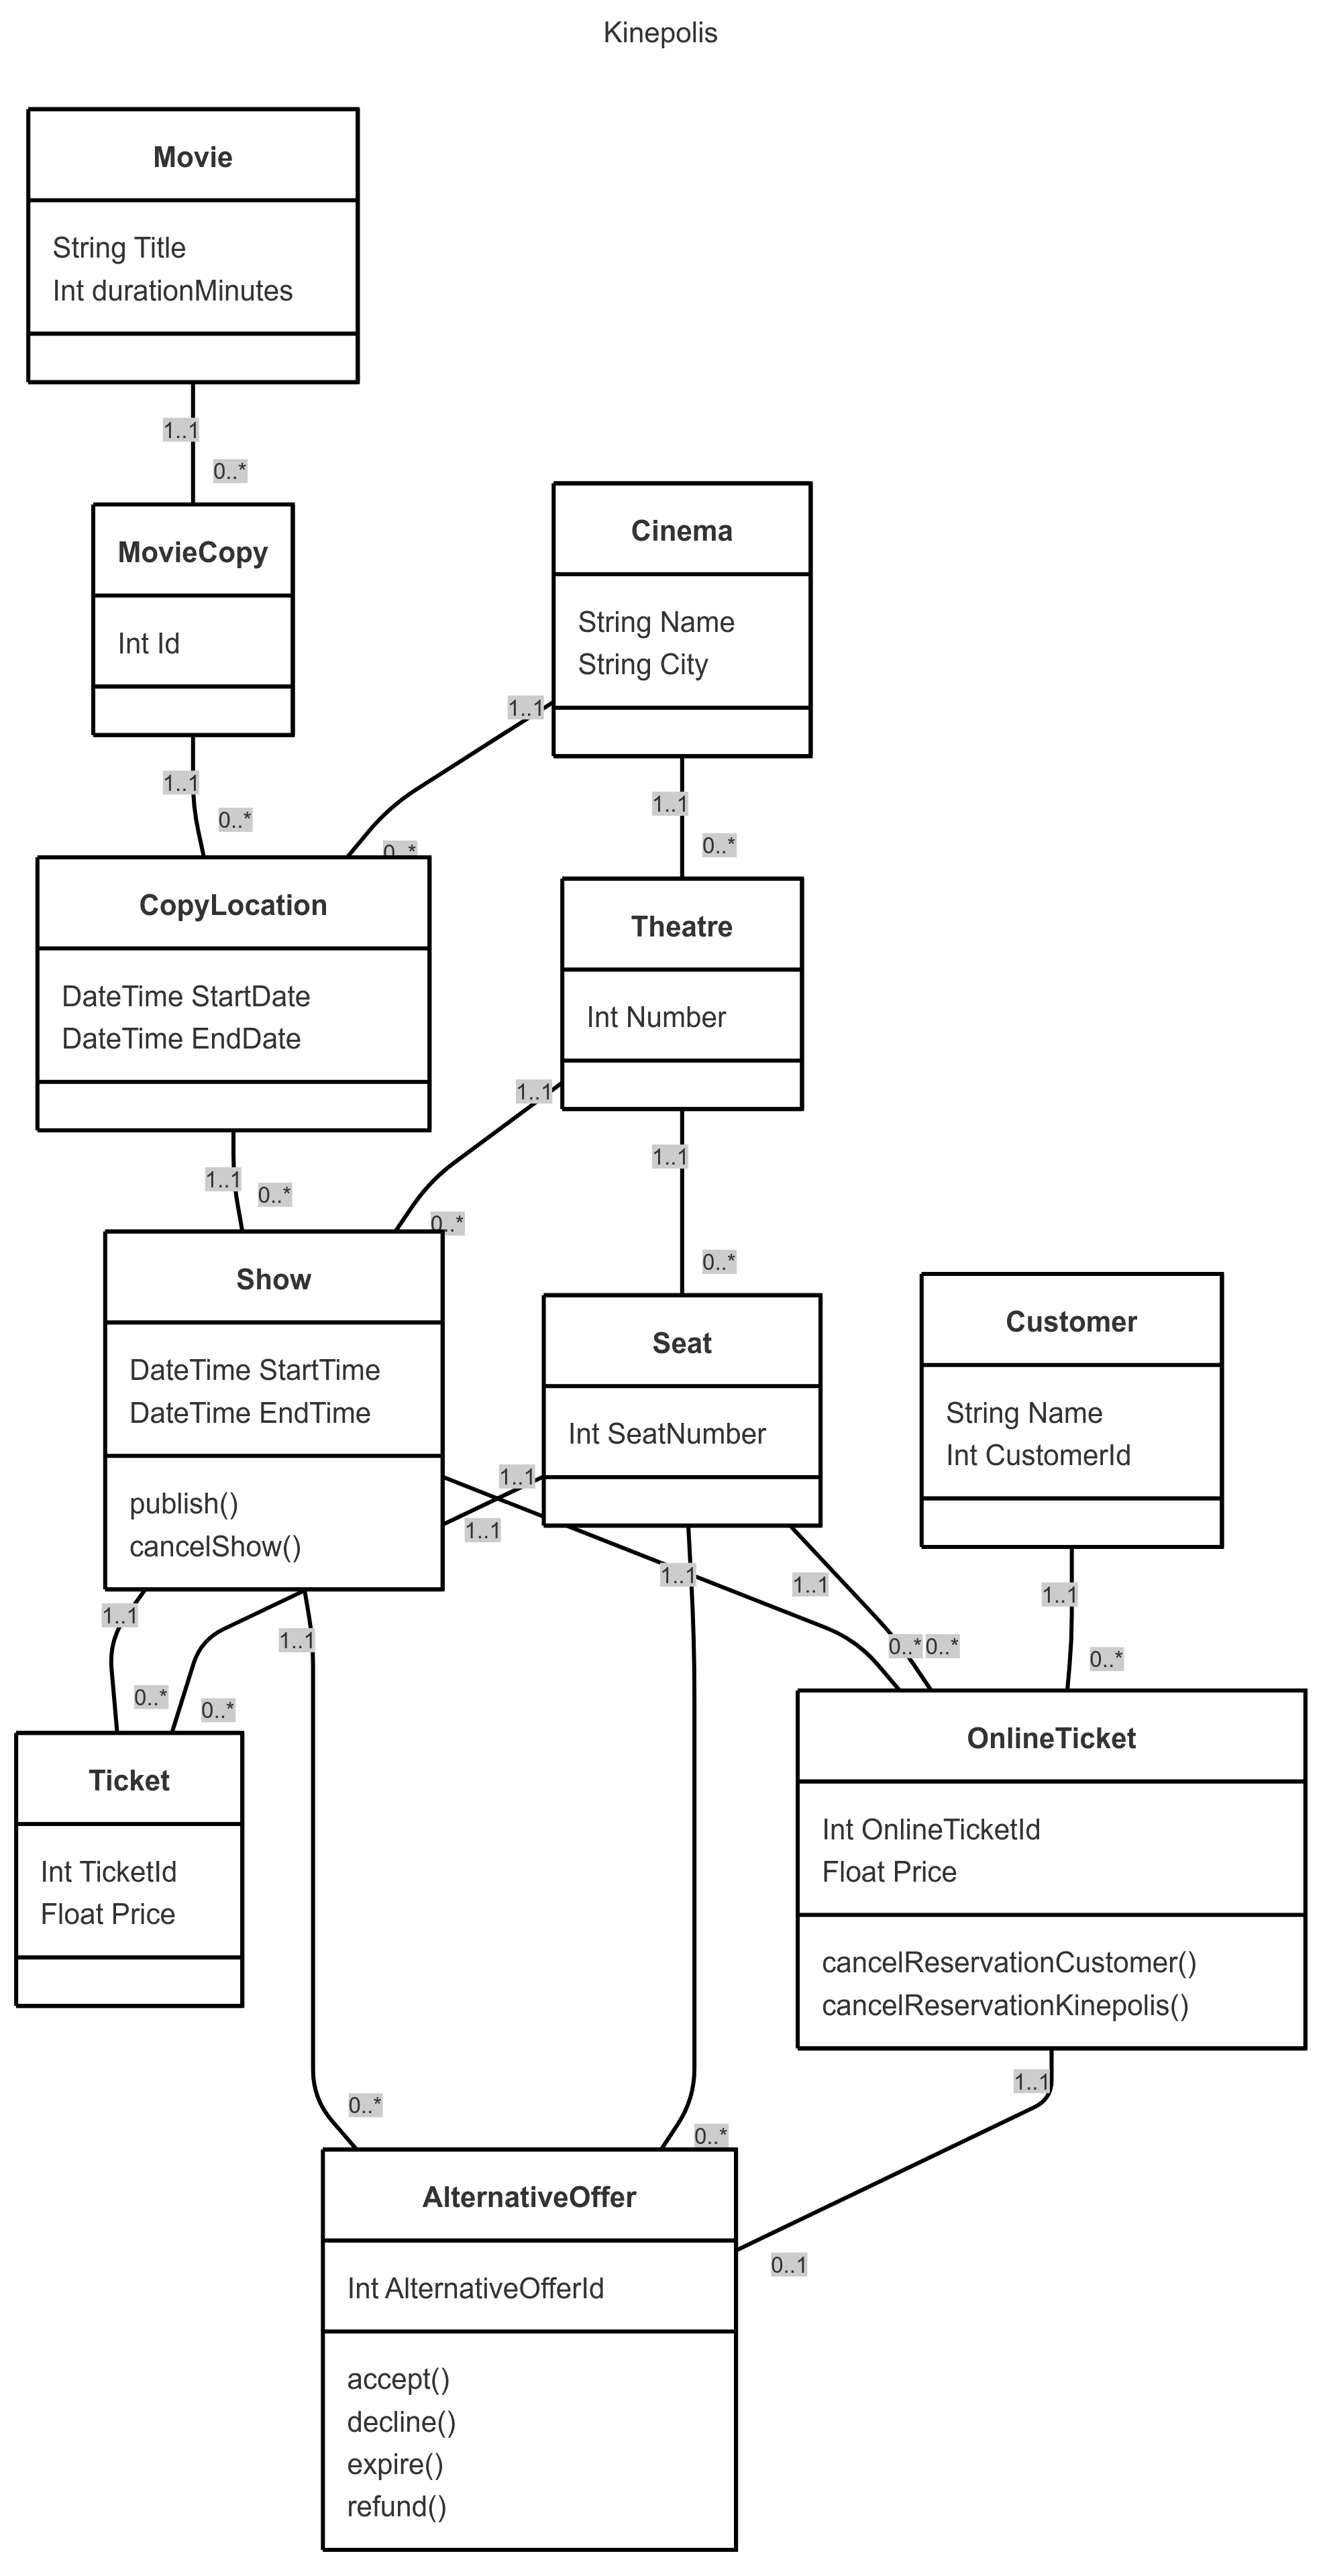 Kinepolis
Movie
String Title
Int durationMinutes
1..1
0..*
MovieCopy
Int Id
Cinema
String Name
String City
1..1
1..1
0..*
0..*
1..1
0..*
CopyLocation
DateTime StartDate
DateTime EndDate
Theatre
Int Number
1..1
1..1
1..1
0..*
0..*
0..*
Show
DateTime StartTime
DateTime EndTime
publish()
cancelShow()
Seat
Int SeatNumber
Customer
String Name
Int CustomerId
1..1
1..1
1..1
1..1
1..1
1..1
1..1
0..*
0..*
0..*
0..*
0..*
Ticket
Int TicketId
Float Price
OnlineTicket
Int OnlineTicketId
Float Price
cancelReservationCustomer()
cancelReservationKinepolis()
1..1
0..*
0..*
0..1
AlternativeOffer
Int AlternativeOfferId
accept()
decline()
expire()
refund()